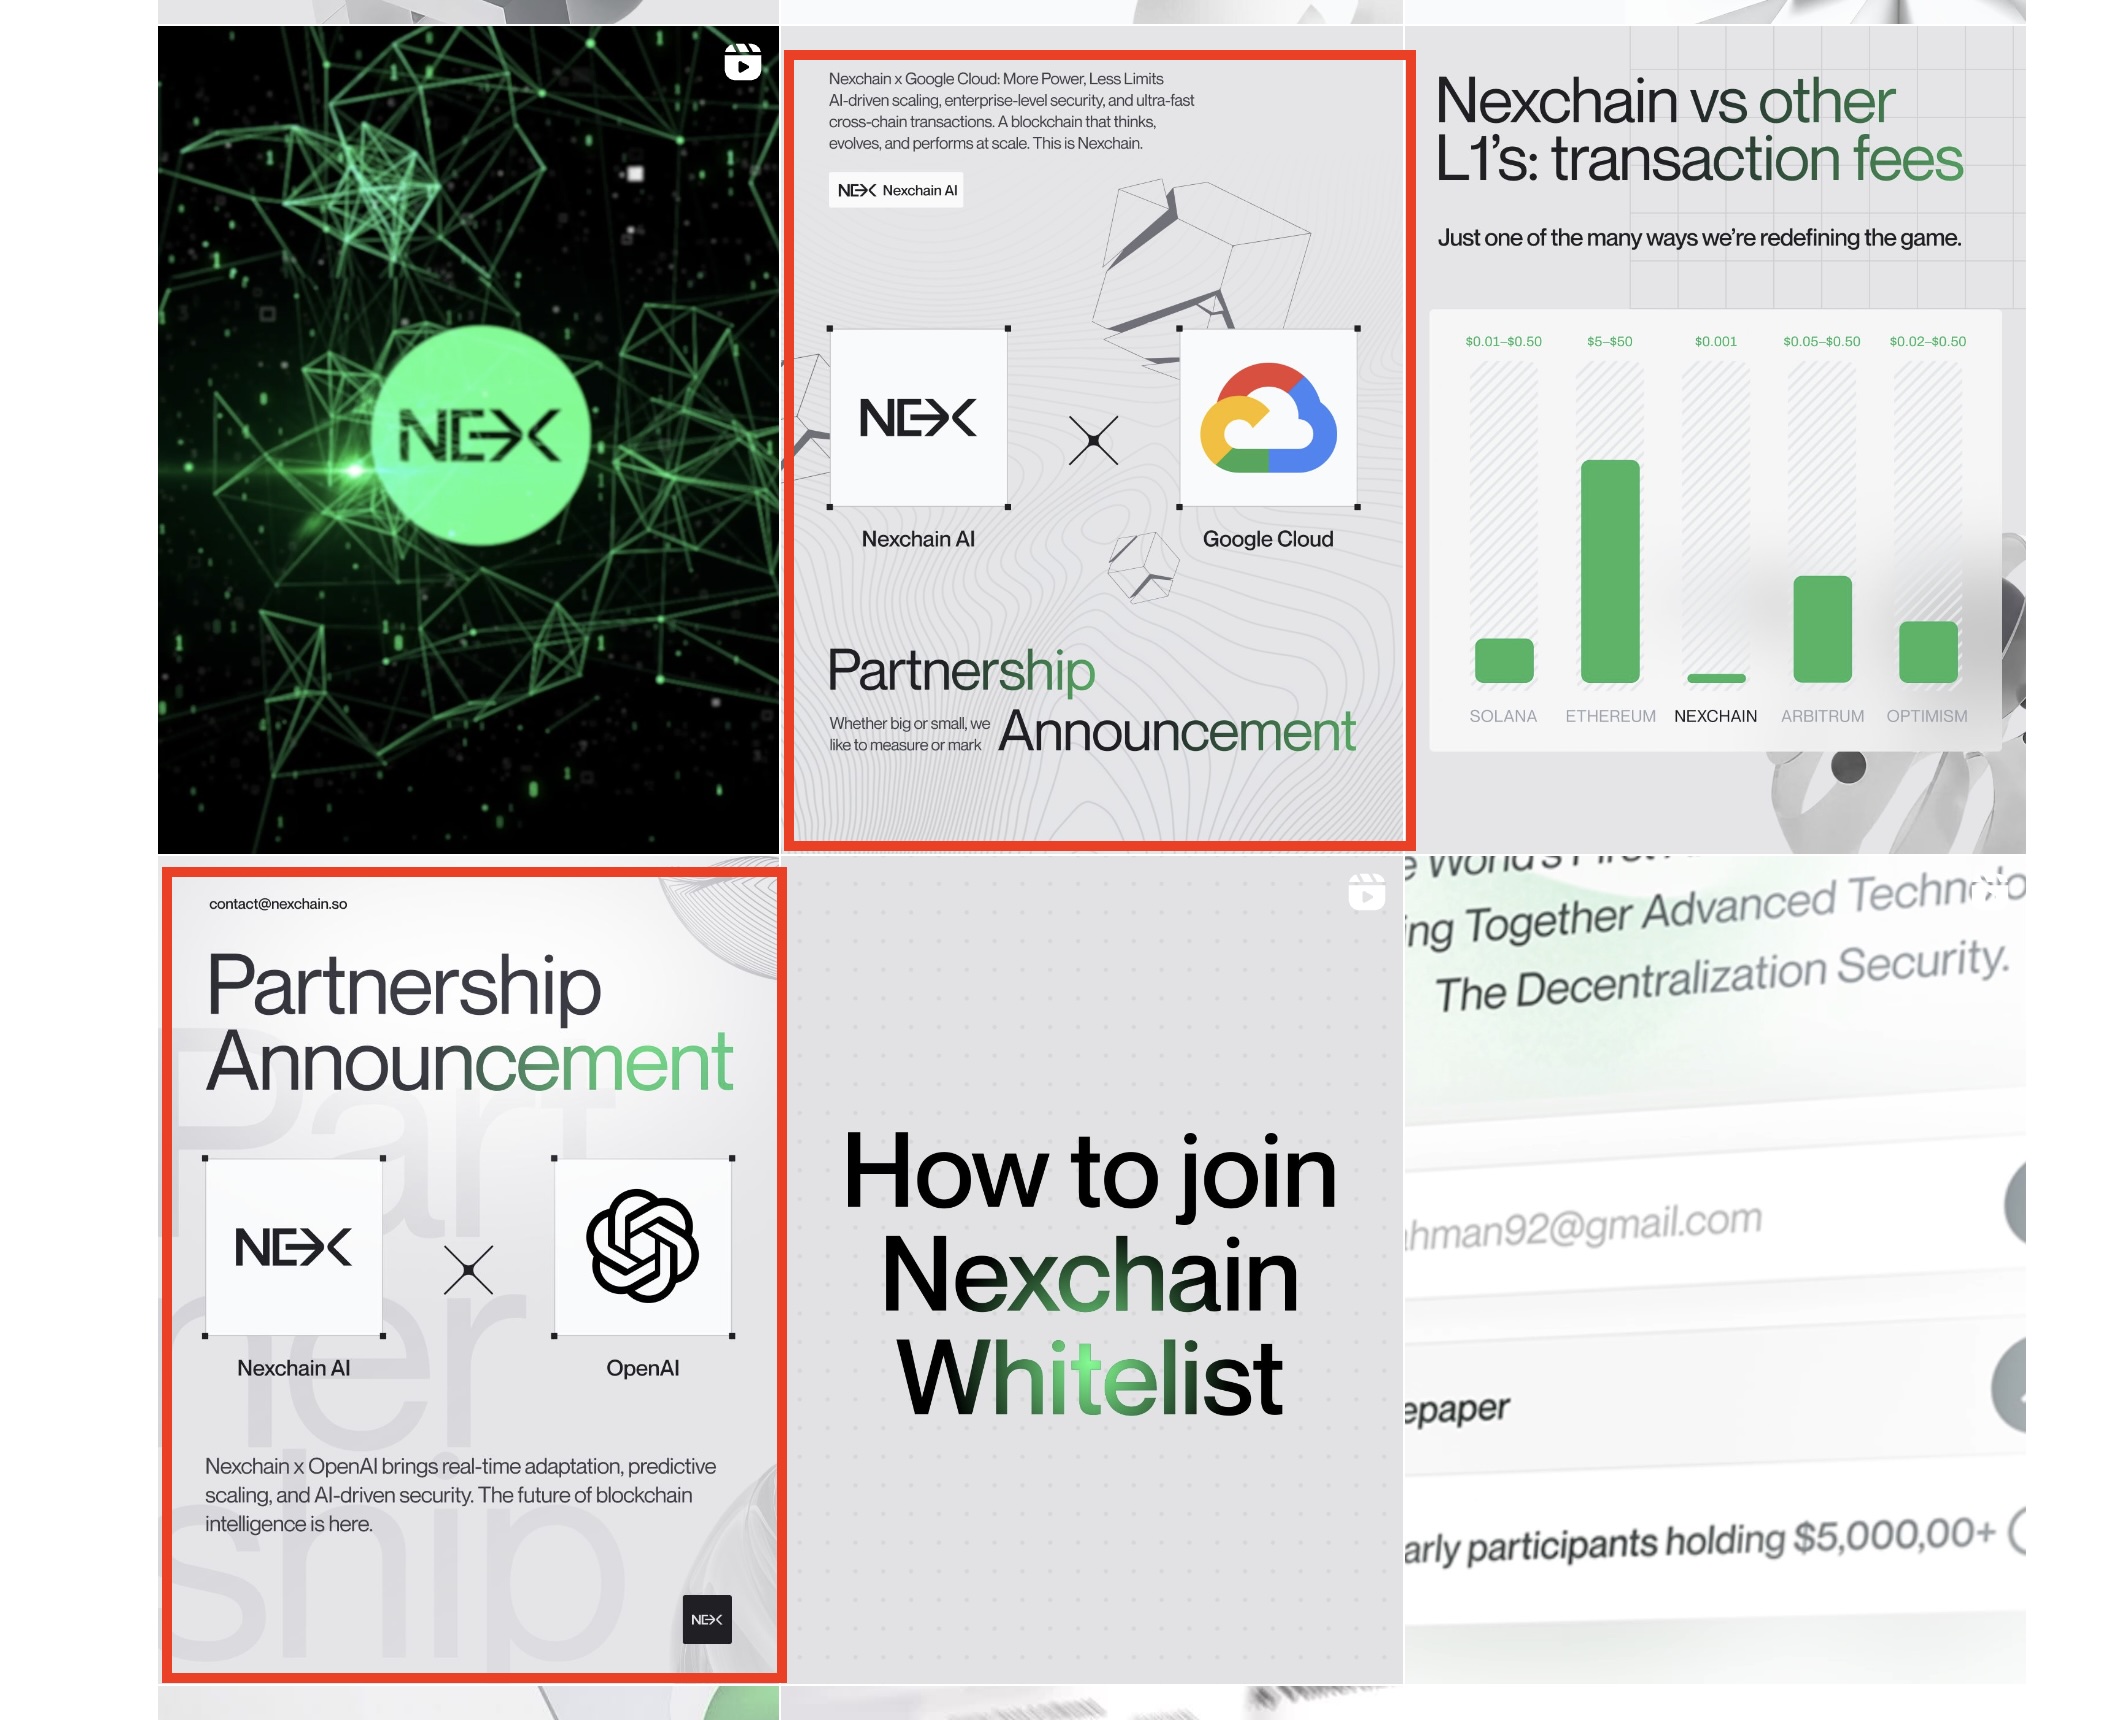 NEX
Nexchain x Google Cloud: More Power, Less Limits
AI-driven scaling, enterprise-level security, and ultra-fast
cross-chain transactions. A blockchain that thinks,
evolves, and performs at scale. This is Nexchain.
NEX Nexchain AI
NEX
Nexchain AI
Google Cloud
Partnership
Whether big or small, we
like to measure or mark
Announcement
Nexchain vs other
L1's: transaction fees
Just one of the many ways we're redefining the game.
$0.01–$0.50 $5–$50 $0.001 $0.05–$0.50 $0.02–$0.50
SOLANA ETHEREUM NEXCHAIN ARBITRUM OPTIMISM
contact@nexchain.so
Partnership
Announcement
NEX
Nexchain AI
OpenAI
Nexchain x OpenAI brings real-time adaptation, predictive
scaling, and AI-driven security. The future of blockchain
intelligence is here.
NEX
Part
ner
ship
How to join
Nexchain
Whitelist
e World's First
ing Together Advanced Techno
The Decentralization Security.
hman92@gmail.com
epaper
arly participants holding $5,000,00+